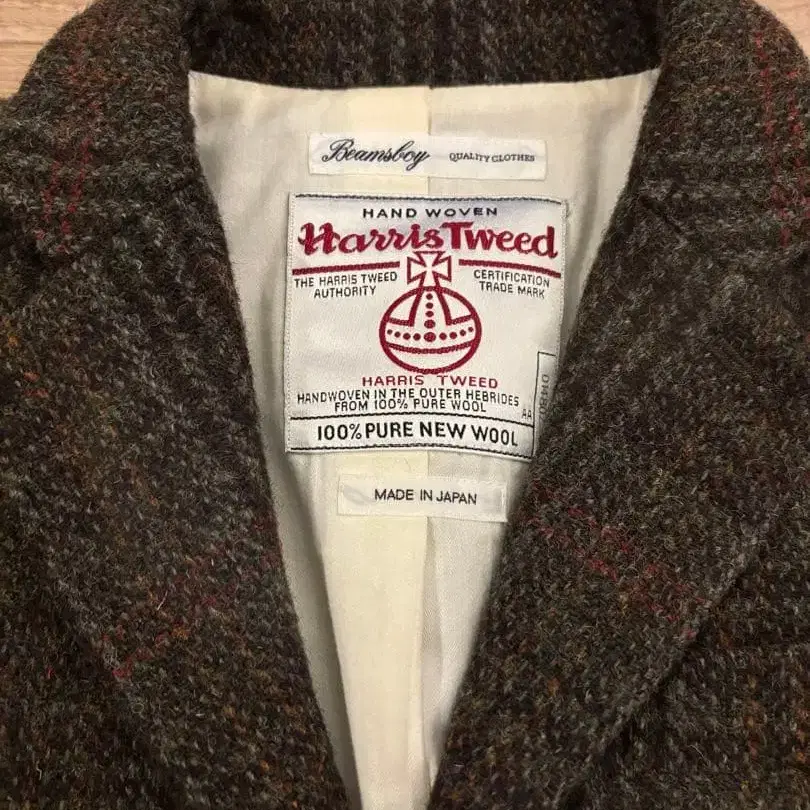 Beamsboy QUALITY CLOTHES
HAND WOVEN
Harris Tweed
THE HARRIS TWEED AUTHORITY
CERTIFICATION TRADE MARK
HARRIS TWEED
HANDWOVEN IN THE OUTER HEBRIDES
FROM 100% PURE WOOL
AA
100% PURE NEW WOOL
MADE IN JAPAN